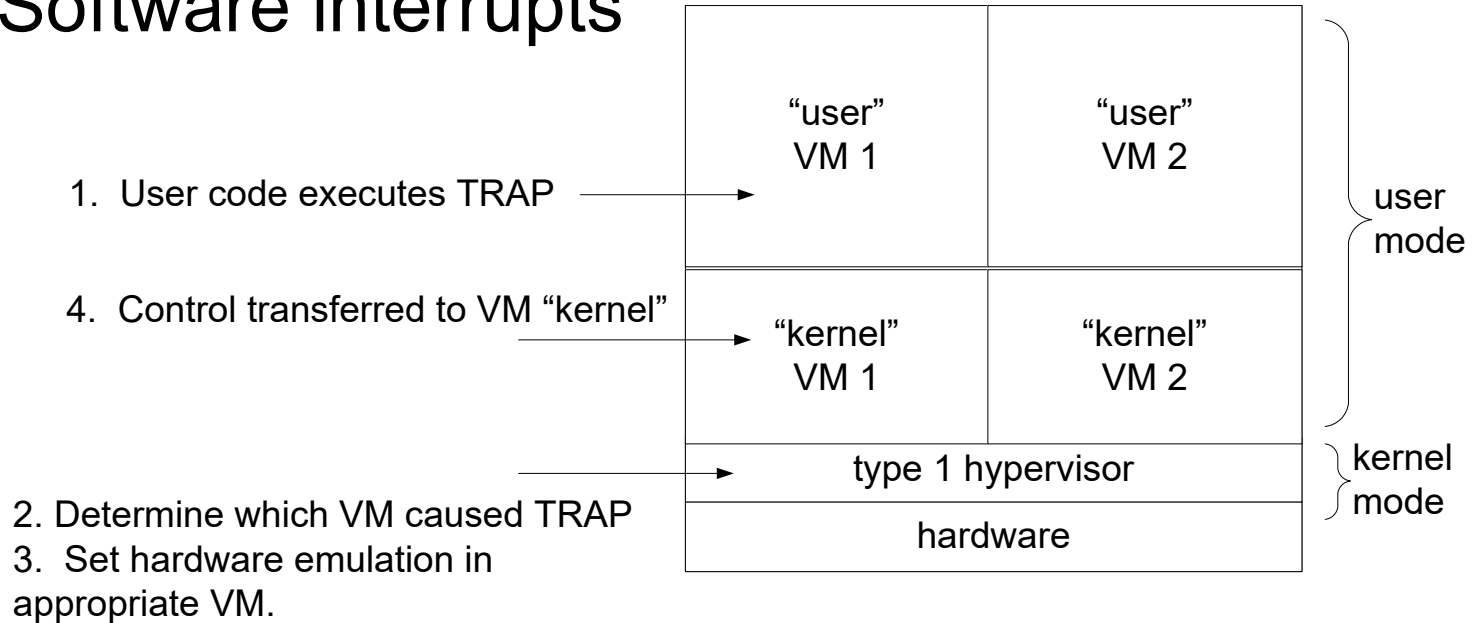 Software interrupts
“user”
VM 1
“user”
VM 2
1. User code executes TRAP
user
mode
4. Control transferred to VM “kernel”
“kernel”
VM 1
“kernel”
VM 2
type 1 hypervisor
kernel
mode
2. Determine which VM caused TRAP
3. Set hardware emulation in
appropriate VM.
hardware